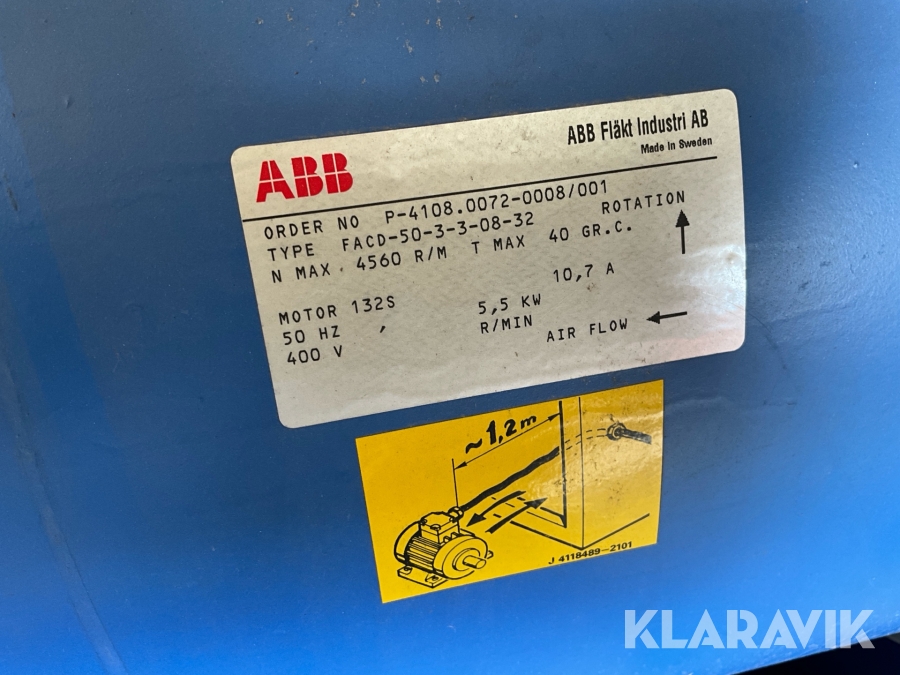 ABB
ABB Fläkt Industri AB
Made in Sweden
ORDER NO P-4108.0072-0008/001
TYPE FACD-50-3-3-08-32 ROTATION
N MAX. 4560 R/M T MAX 40 GR.C.
MOTOR 132S 10,7 A
50 HZ , 5,5 KW
400 V R/MIN AIR FLOW
~1,2m
J 4118489-2101
KLARAVIK